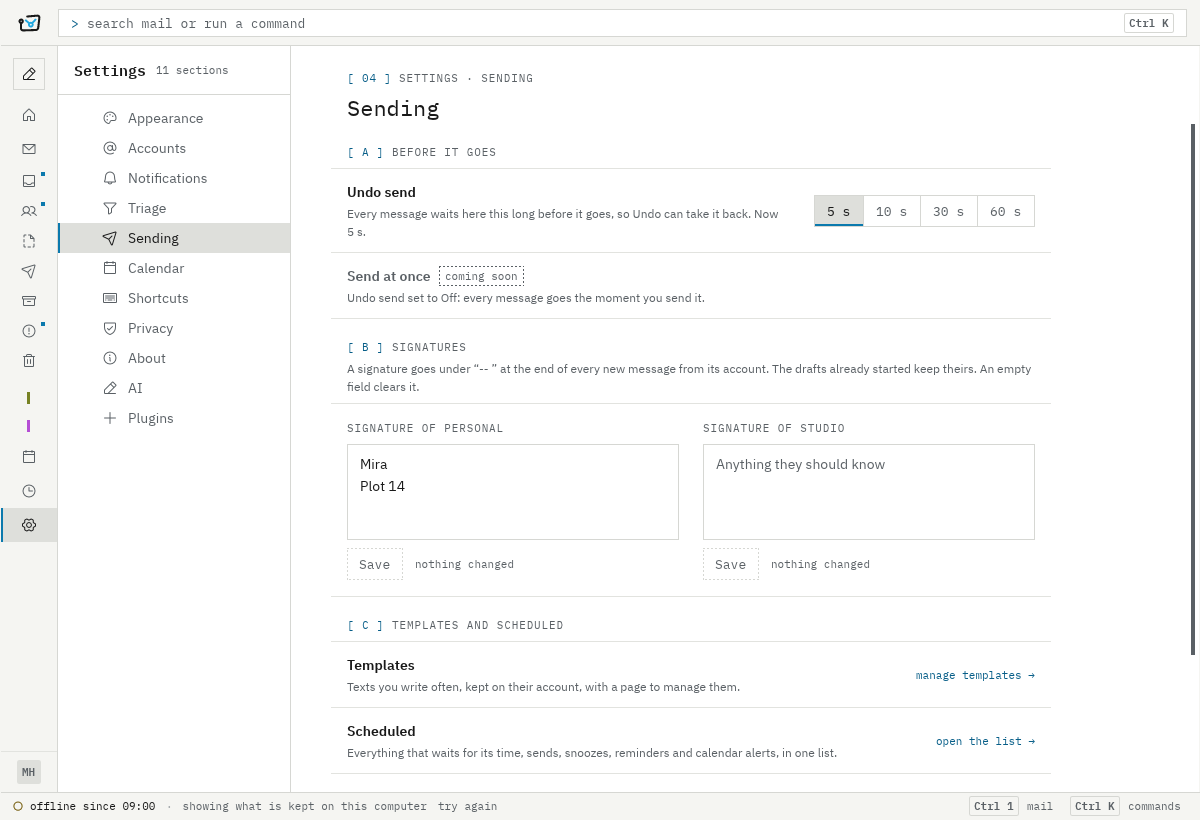 > search mail or run a command Ctrl K
Settings 11 sections
Appearance
Accounts
Notifications
Triage
Sending
Calendar
Shortcuts
Privacy
About
AI
Plugins
MH
[ 04 ] SETTINGS · SENDING
Sending
[ A ] BEFORE IT GOES
Undo send
Every message waits here this long before it goes, so Undo can take it back. Now
5 s.
5 s 10 s 30 s 60 s
Send at once coming soon
Undo send set to Off: every message goes the moment you send it.
[ B ] SIGNATURES
A signature goes under “-- ” at the end of every new message from its account. The drafts already started keep theirs. An empty
field clears it.
SIGNATURE OF PERSONAL
Mira
Plot 14
Save nothing changed
SIGNATURE OF STUDIO
Anything they should know
Save nothing changed
[ C ] TEMPLATES AND SCHEDULED
Templates
Texts you write often, kept on their account, with a page to manage them.
manage templates →
Scheduled
Everything that waits for its time, sends, snoozes, reminders and calendar alerts, in one list.
open the list →
offline since 09:00 · showing what is kept on this computer try again Ctrl 1 mail Ctrl K commands